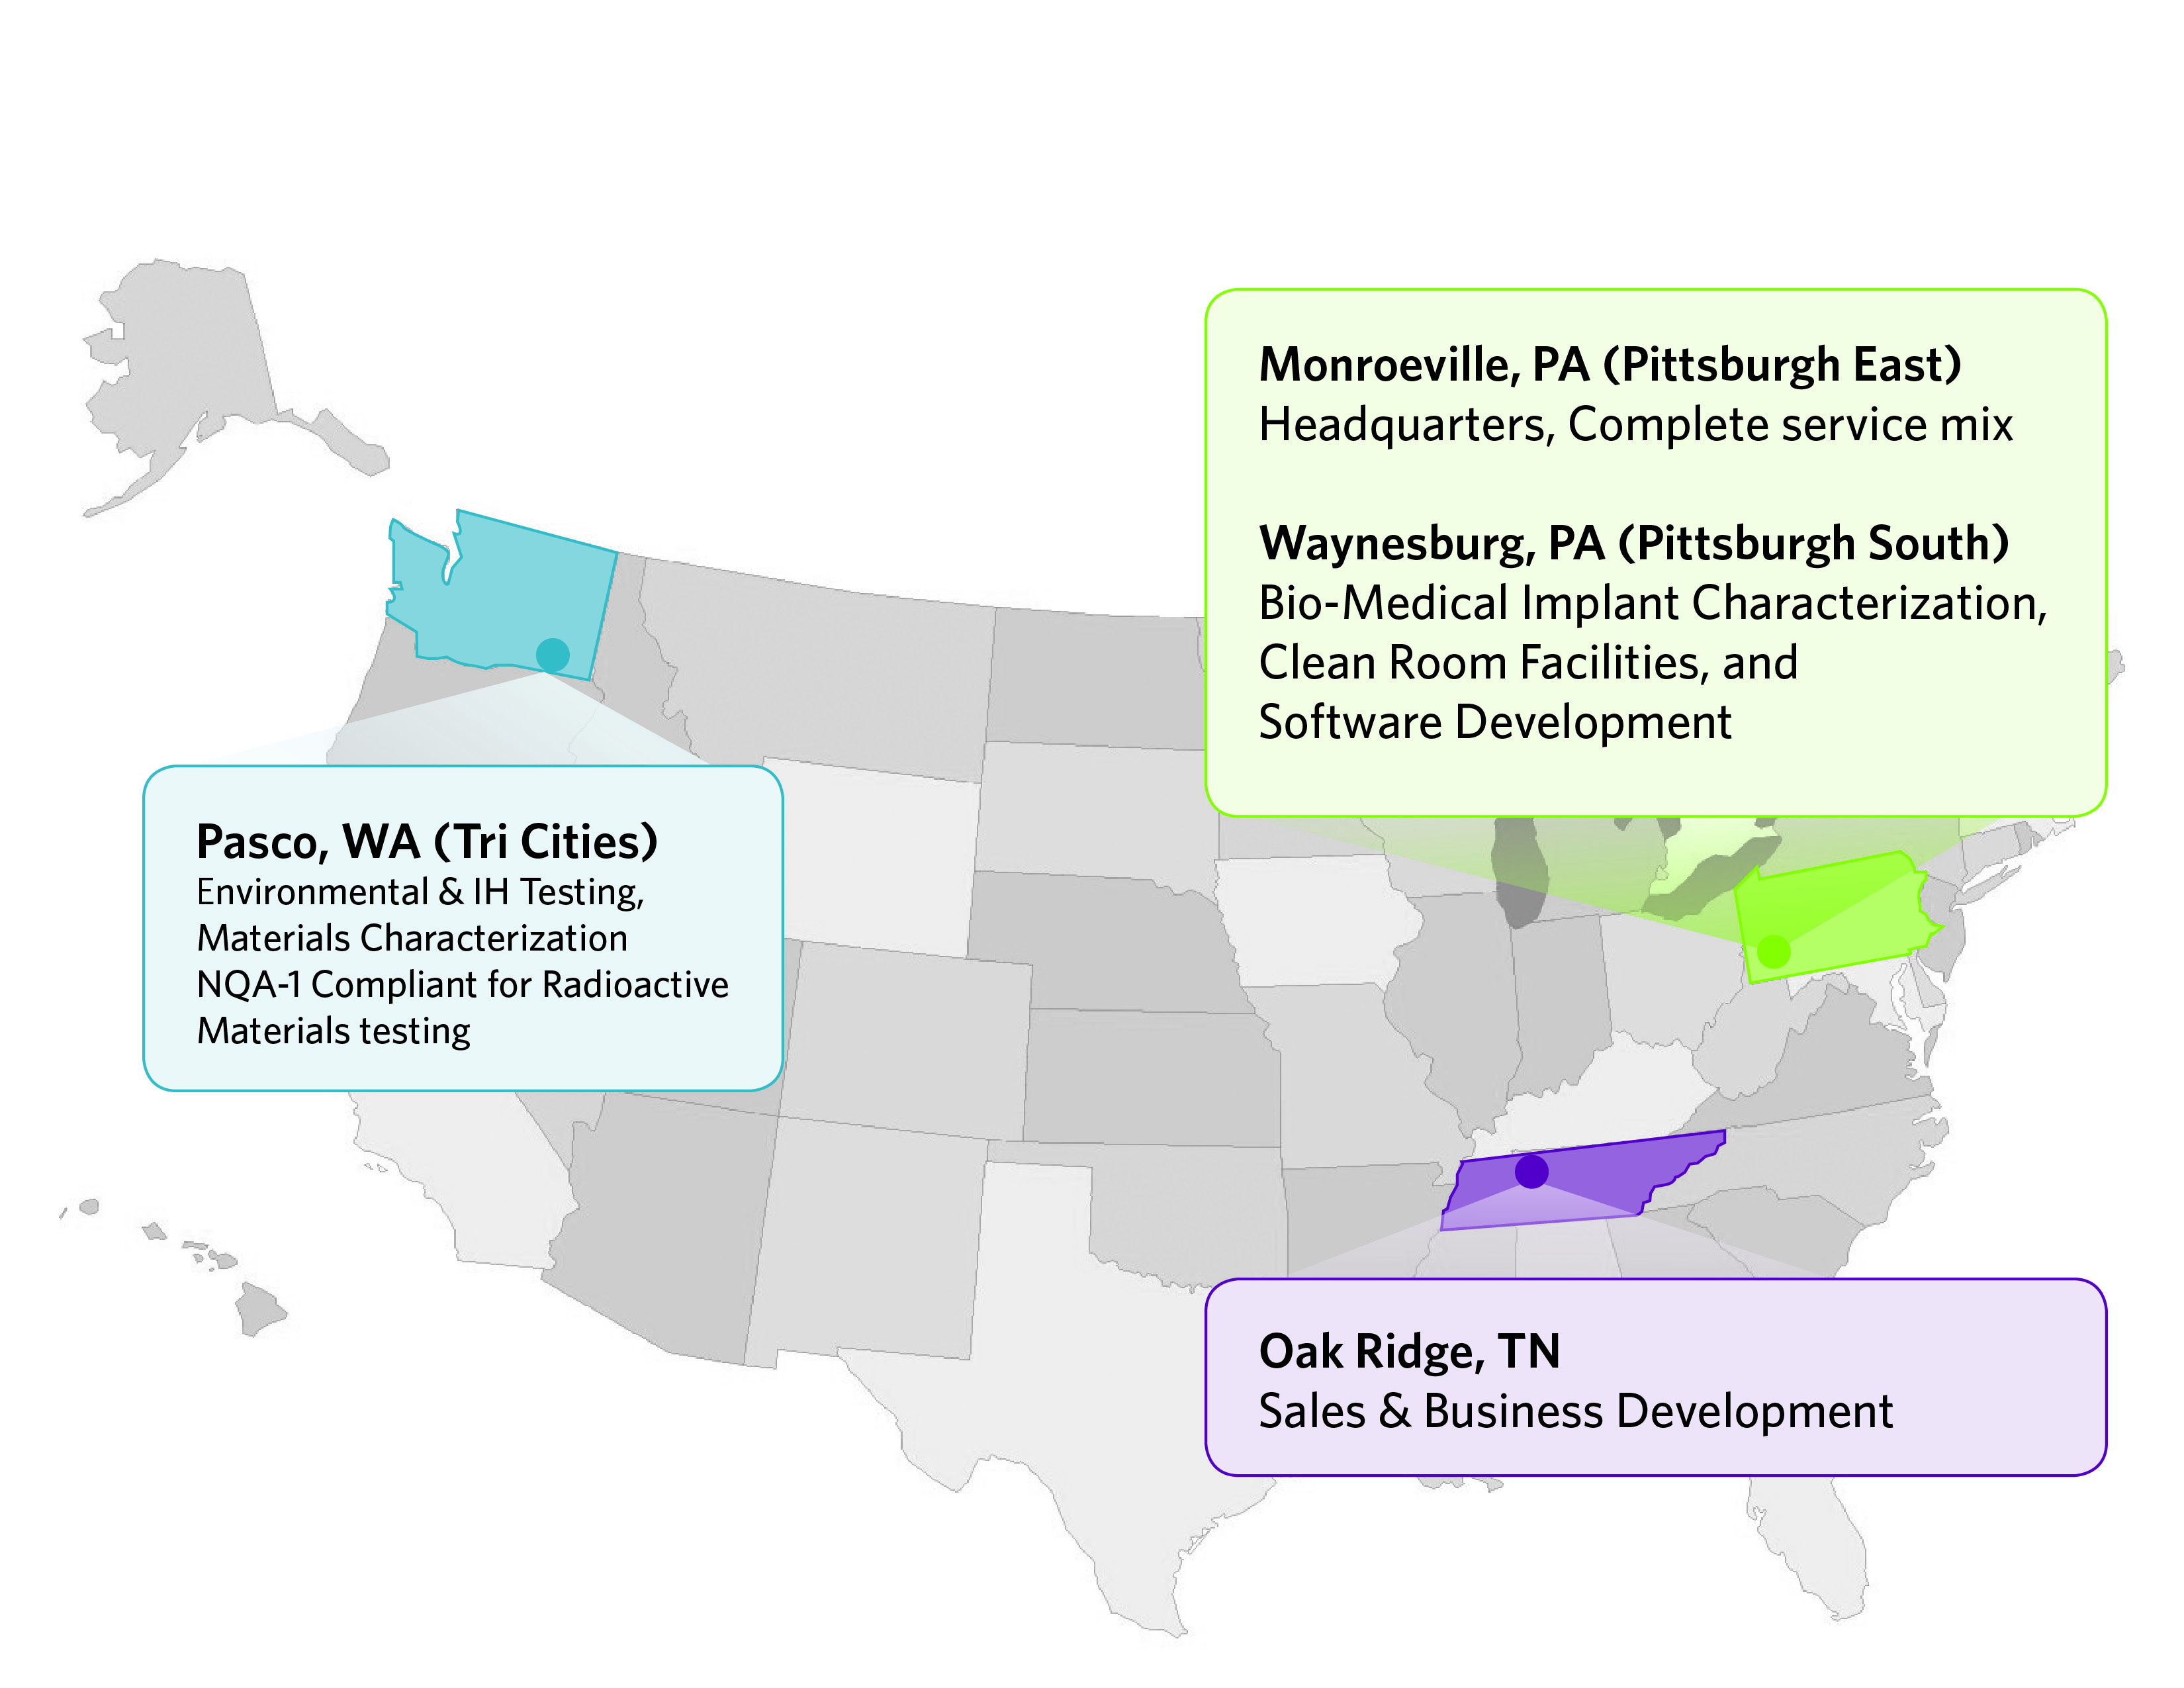 Monroeville, PA (Pittsburgh East)
Headquarters, Complete service mix
Waynesburg, PA (Pittsburgh South)
Bio-Medical Implant Characterization,
Clean Room Facilities, and
Software Development
Pasco, WA (Tri Cities)
Environmental & IH Testing,
Materials Characterization
NQA-1 Compliant for Radioactive
Materials testing
Oak Ridge, TN
Sales & Business Development